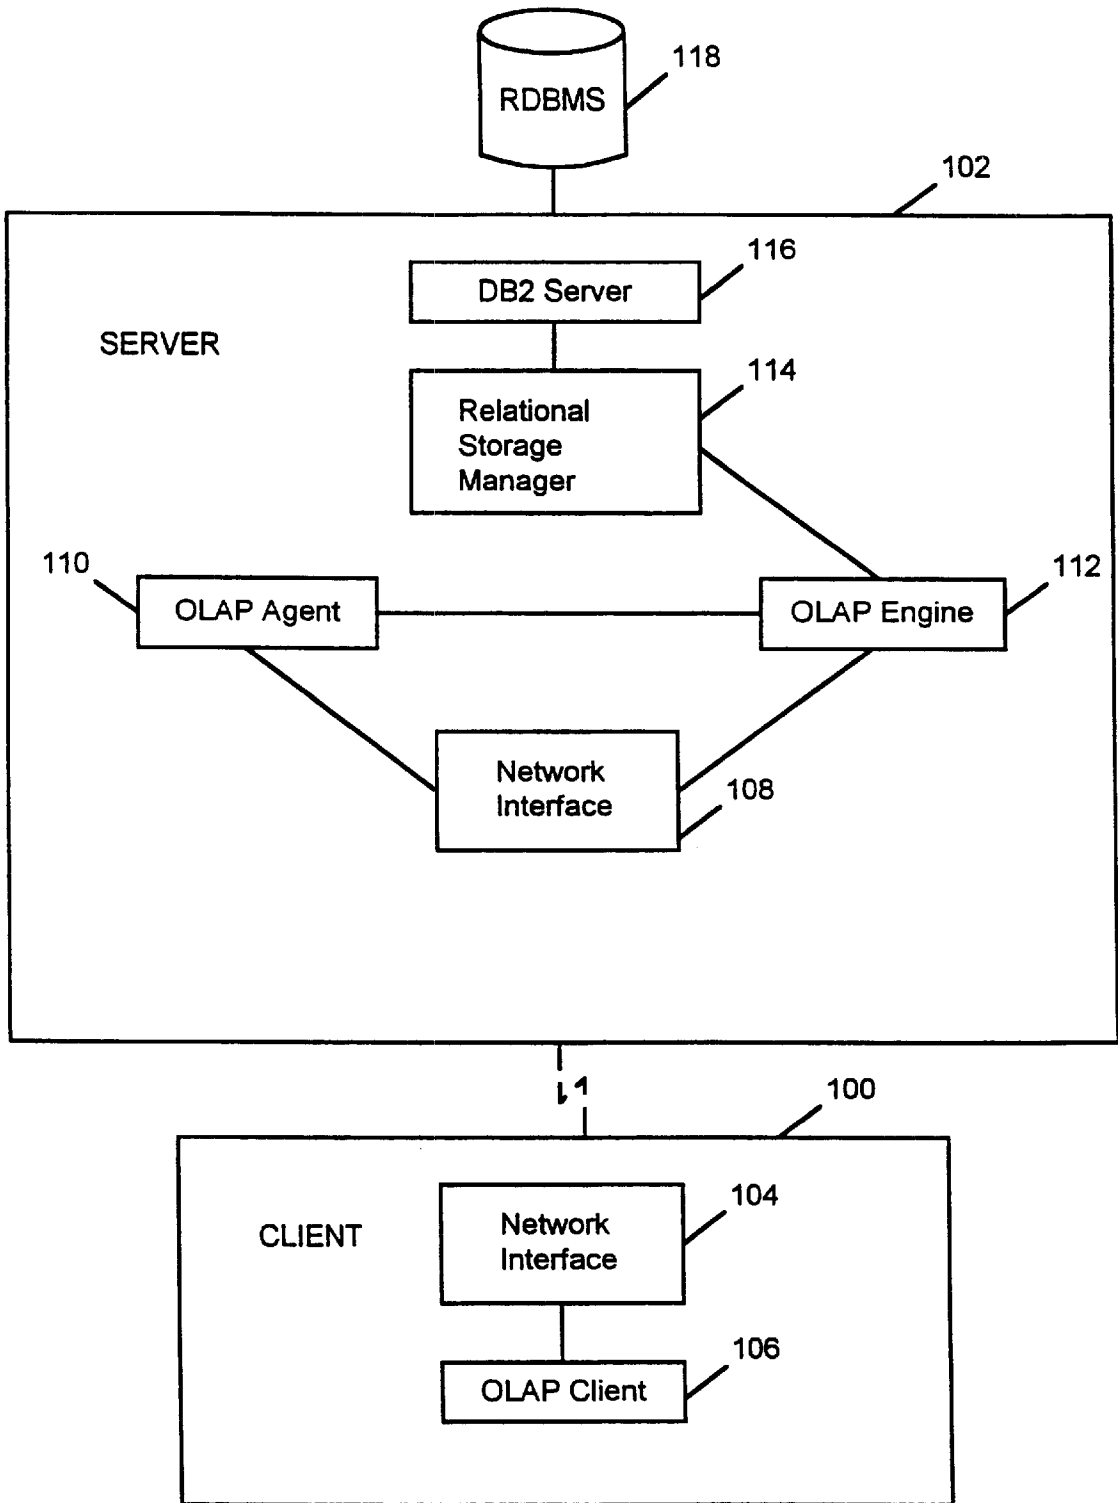 118
RDBMS
102
116
DB2 Server
SERVER
114
Relational
Storage
Manager
110
OLAP Agent
112
OLAP Engine
Network
Interface
108
100
104
CLIENT
Network
Interface
106
OLAP Client